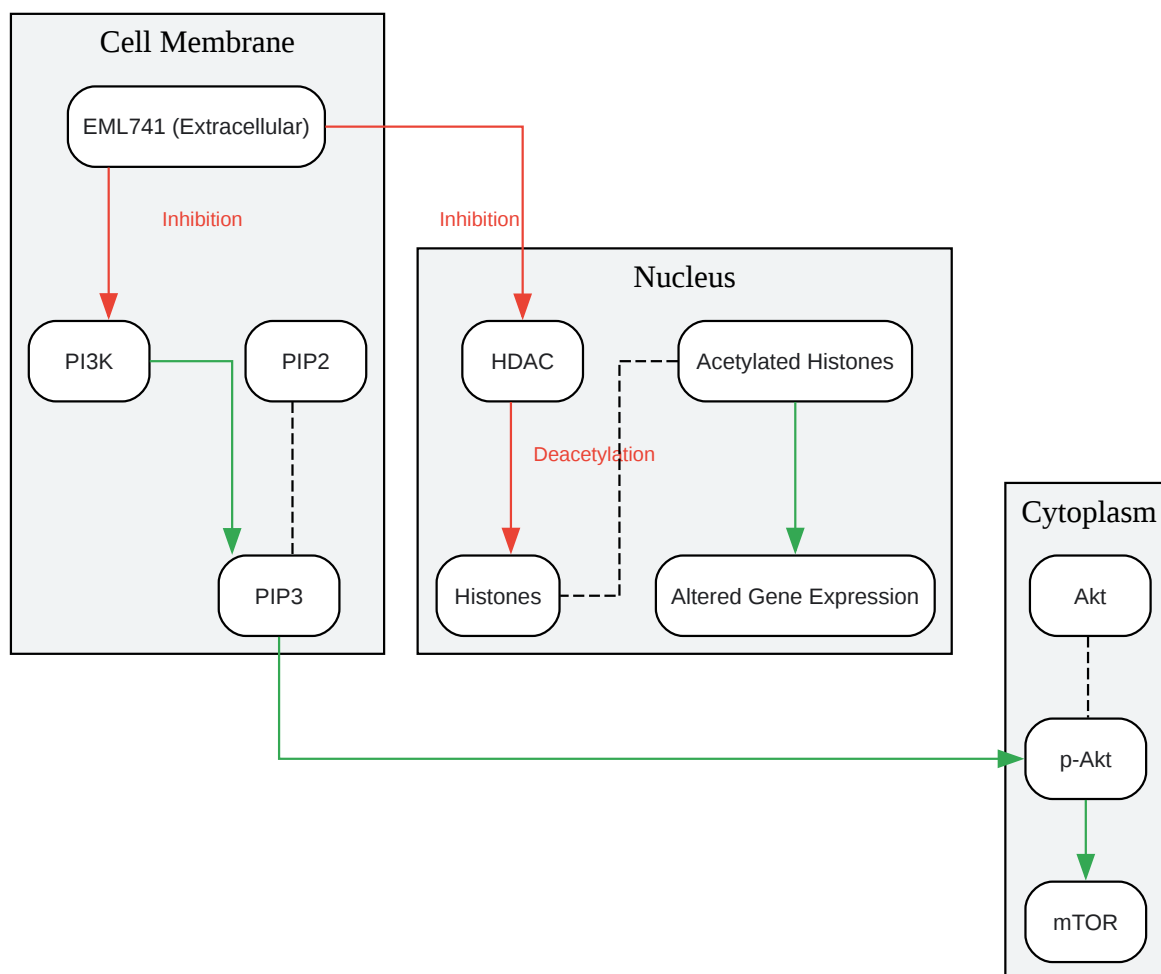 Cell Membrane
EML741 (Extracellular)
Inhibition
Inhibition
Nucleus
PI3K
PIP2
HDAC
Acetylated Histones
Deacetylation
Cytoplasm
PIP3
Histones
Altered Gene Expression
Akt
p-Akt
mTOR